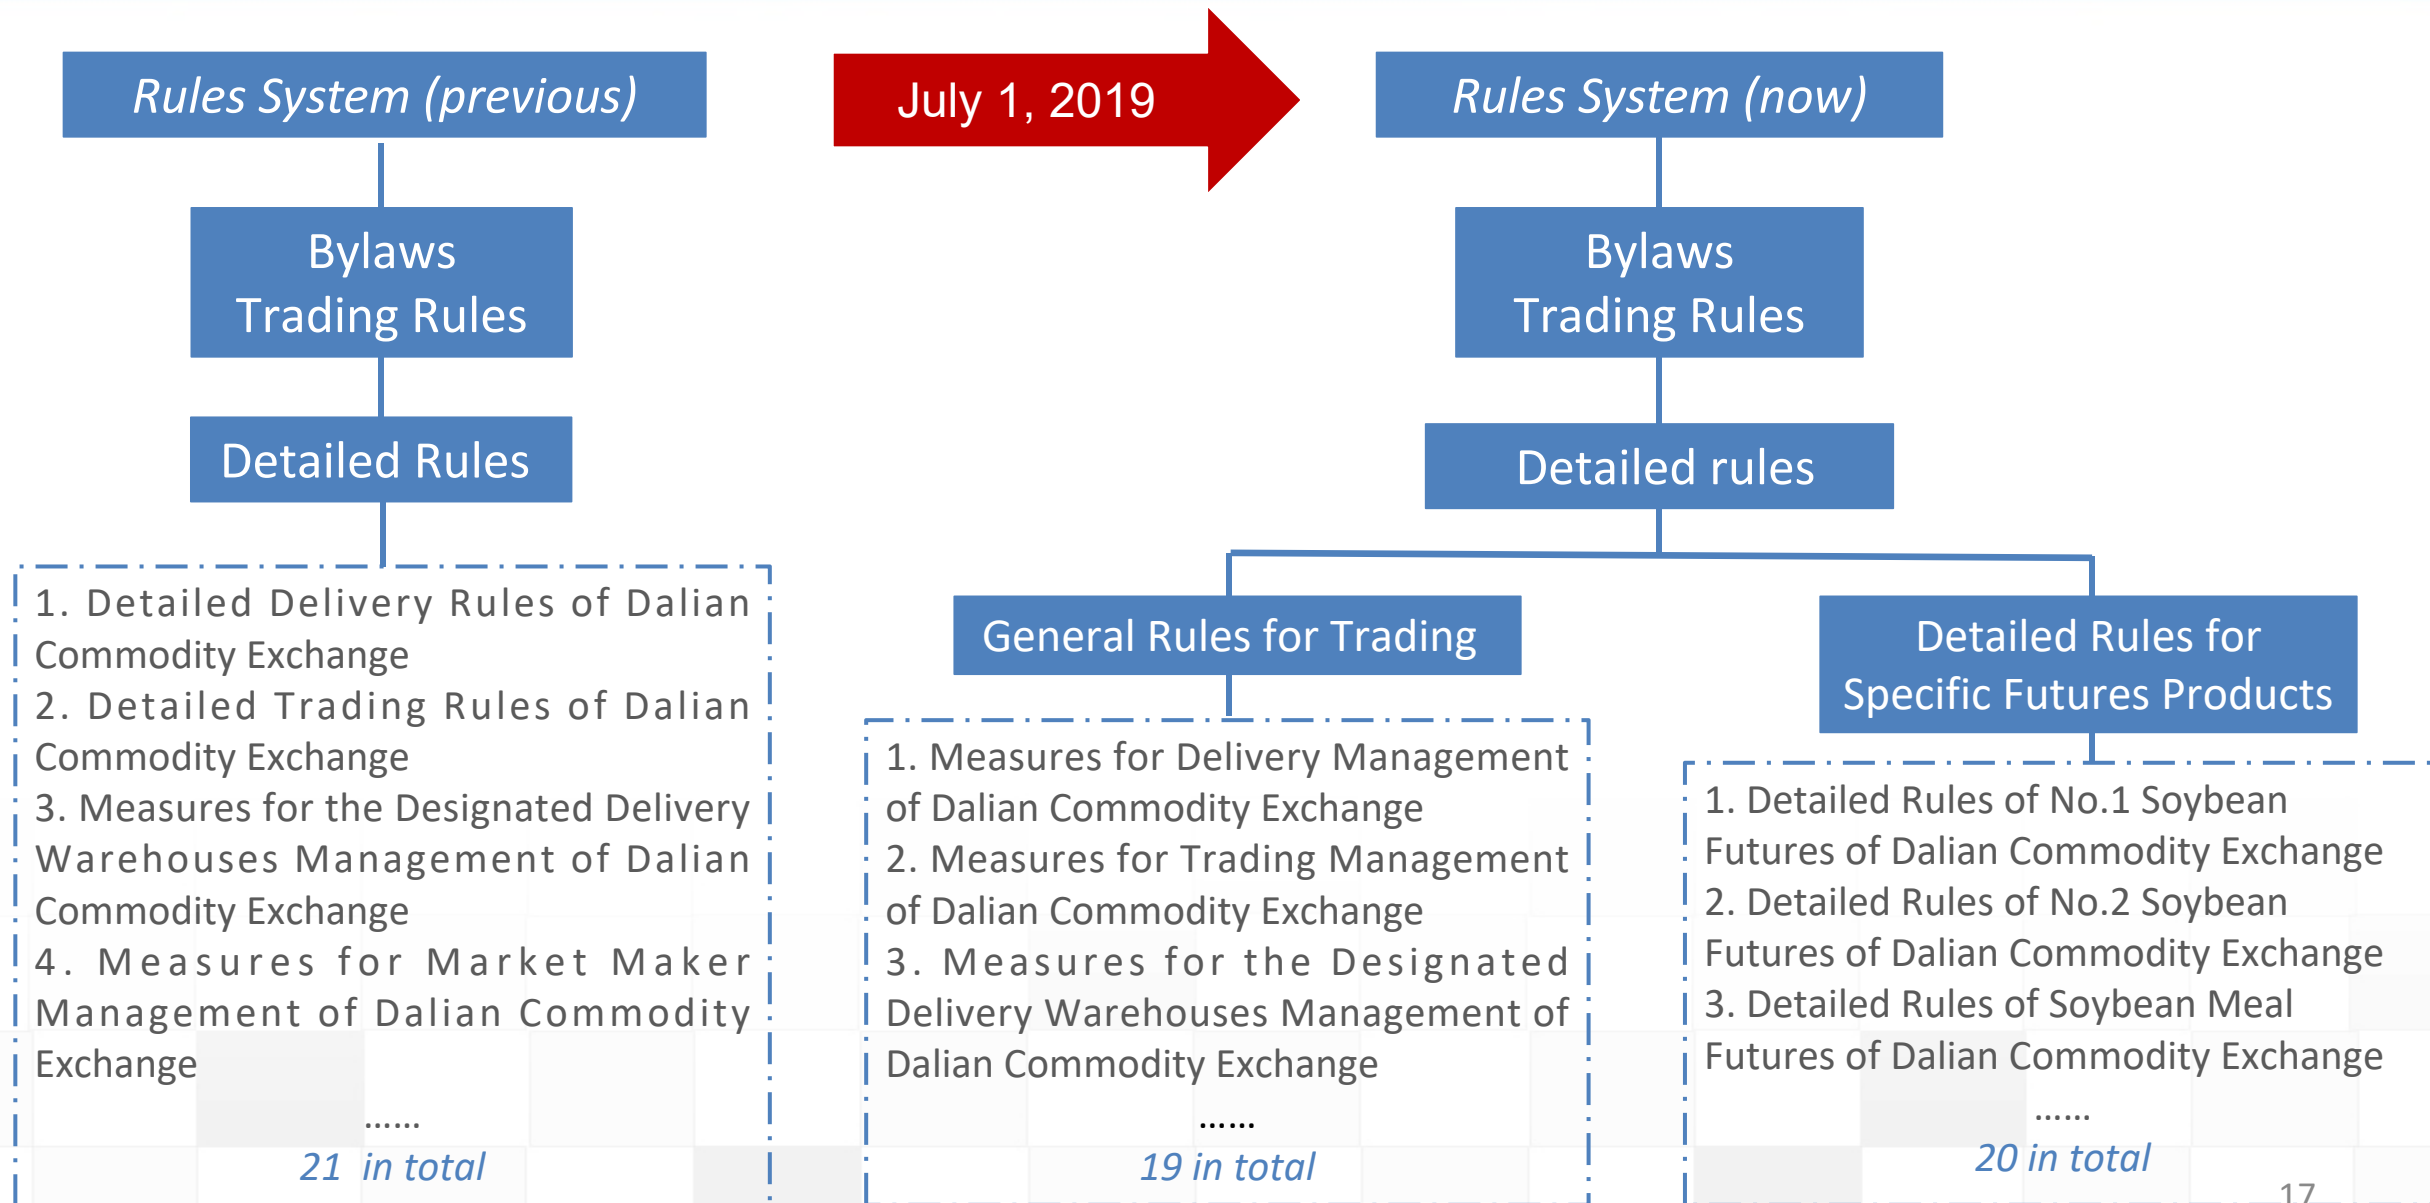 Rules System (previous)
July 1, 2019
Rules System (now)
Bylaws
Trading Rules
Detailed Rules
1. Detailed Delivery Rules of Dalian
Commodity Exchange
2. Detailed Trading Rules of Dalian
Commodity Exchange
3. Measures for the Designated Delivery
Warehouses Management of Dalian
Commodity Exchange
4. Measures for Market Maker
Management of Dalian Commodity
Exchange
......
21 in total
Bylaws
Trading Rules
Detailed rules
General Rules for Trading
1. Measures for Delivery Management
of Dalian Commodity Exchange
2. Measures for Trading Management
of Dalian Commodity Exchange
3. Measures for the Designated
Delivery Warehouses Management of
Dalian Commodity Exchange
......
19 in total
Detailed Rules for
Specific Futures Products
1. Detailed Rules of No.1 Soybean
Futures of Dalian Commodity Exchange
2. Detailed Rules of No.2 Soybean
Futures of Dalian Commodity Exchange
3. Detailed Rules of Soybean Meal
Futures of Dalian Commodity Exchange
......
20 in total
17